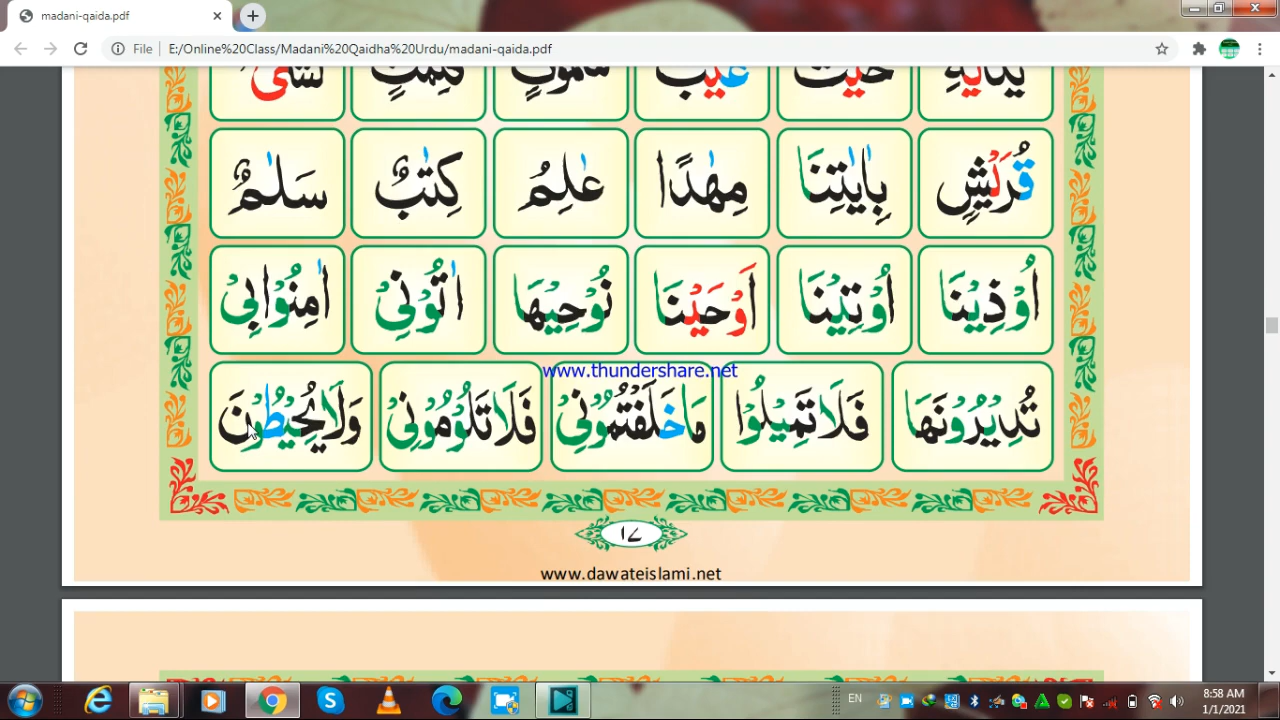 madani-qaida.pdf
File E:/Online%20Class/Madani%20Qaidha%20Urdu/madani-qaida.pdf
قُرَيْشٍ بِاٰيٰتِنَا مِهٰدًا عٰلِمُ كِتٰبٌ سَلٰمٌ
اُوْذِيْنَا اُوْتِيْنَا اَوْحَيْنَا نُوْحِيْهَا اٰتُوْنِيْ اٰمِنُوْابِيْ
www.thundershare.net
تُدِيْرُوْنَهَا فَلَاتَمِيْلُوْا مَاخَلَفْتُمُوْنِيْ فَلَاتَلُوْمُوْنِيْ وَلَايُحِيْطُوْنَ
١٧
www.dawateislami.net
EN 8:58 AM
1/1/2021